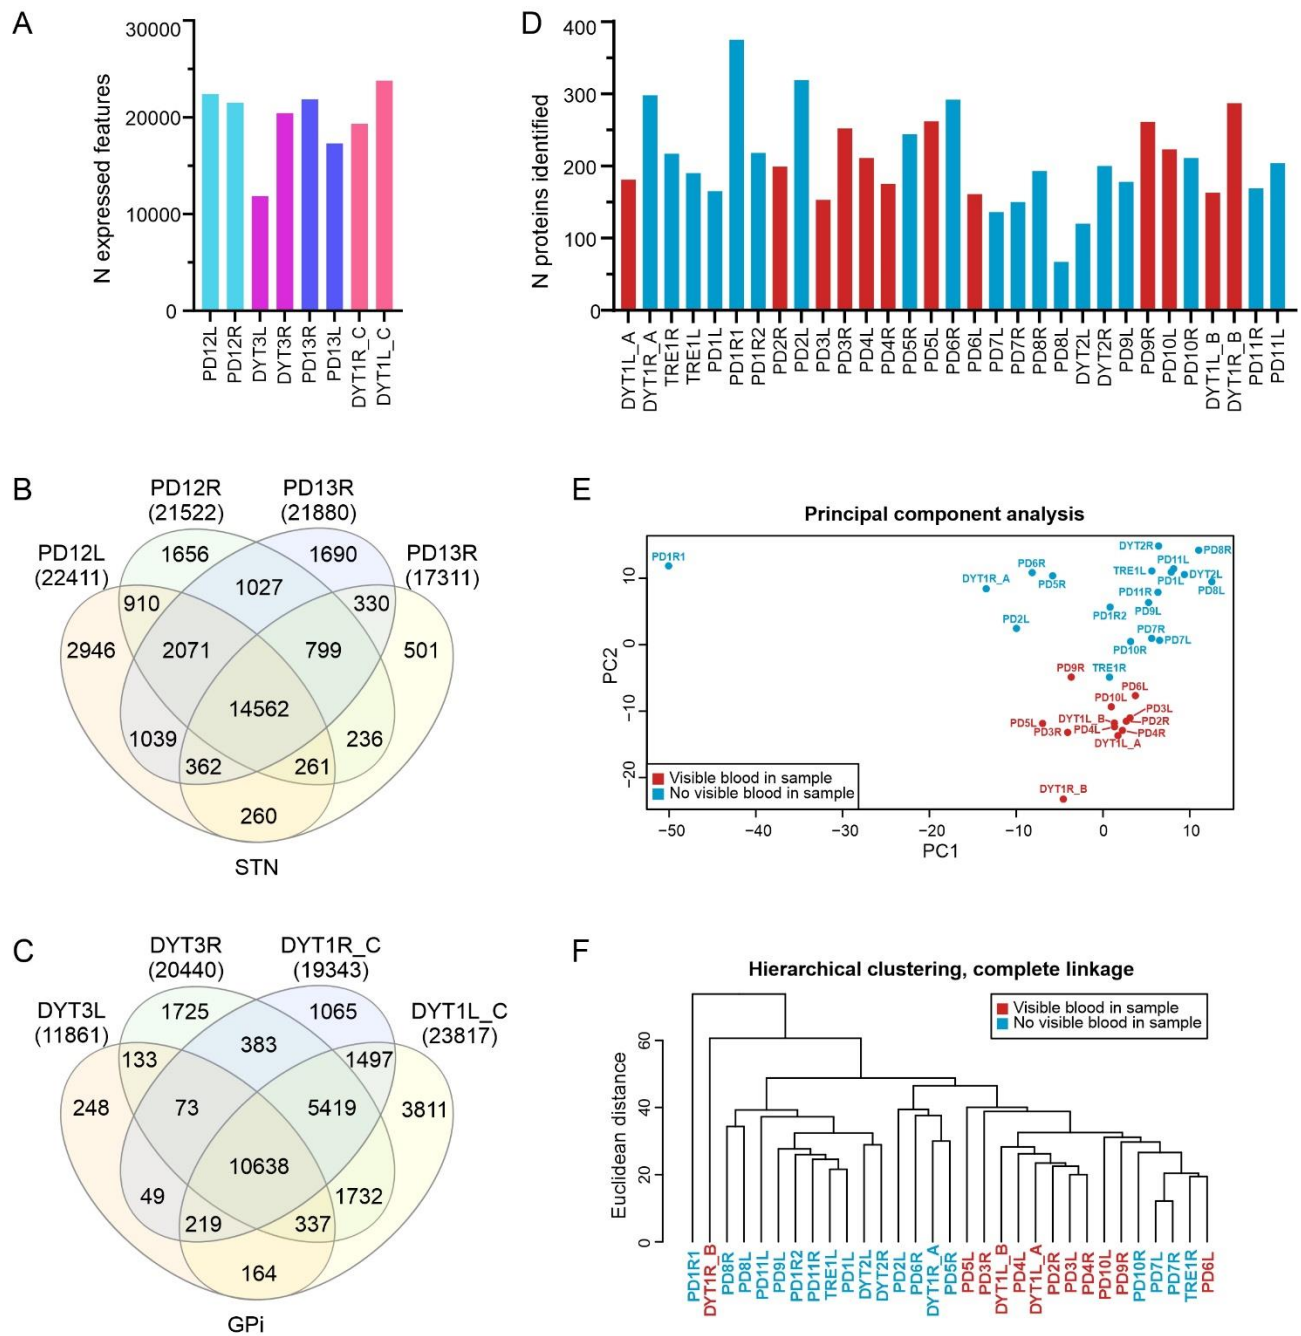 A
N expressed features
30000
20000
10000
0
PD12L
PD12R
DYT3L
DYT3R
PD13R
PD13L
DYT1R_C
DYT1L_C
D
N proteins identified
400
300
200
100
0
DYT1L_A
DYT1R_A
TRE1R
TRE1L
PD1L
PD1R1
PD1R2
PD2R
PD2L
PD3L
PD3R
PD4L
PD4R
PD5R
PD5L
PD6R
PD6L
PD7L
PD7R
PD8R
PD8L
DYT2L
DYT2R
PD9L
PD9R
PD10L
PD10R
DYT1L_B
DYT1R_B
PD11R
PD11L
B
PD12R
(21522)
PD13R
(21880)
PD12L
(22411)
PD13R
(17311)
1656
1690
1027
910
330
2946
2071
799
501
14562
1039
236
362
261
260
STN
E
Principal component analysis
PC2
10
0
−10
−20
PD1R1
DYT1R_A
PD6R
PD5R
PD2L
DYT2R
PD8R
PD11L
TRE1L
PD1L
DYT2L
PD8L
PD11R
PD9L
PD1R2
PD7R
PD7L
PD10R
TRE1R
PD9R
PD6L
PD10L
PD3L
DYT1L_B
PD2R
PD5L
PD3R
PD4L
PD4R
DYT1L_A
DYT1R_B
Visible blood in sample
No visible blood in sample
−50
−40
−30
−20
−10
0
10
PC1
C
DYT3R
(20440)
DYT1R_C
(19343)
DYT3L
(11861)
DYT1L_C
(23817)
1725
1065
383
133
1497
248
73
5419
3811
10638
49
1732
219
337
164
GPi
F
Hierarchical clustering, complete linkage
Visible blood in sample
No visible blood in sample
Euclidean distance
60
40
20
0
PD1R1
DYT1R_B
PD8R
PD8L
PD11L
PD9L
PD1R2
PD11R
TRE1L
PD1L
DYT2L
DYT2R
PD2L
PD6R
DYT1R_A
PD5R
PD5L
PD3R
DYT1L_B
PD4L
DYT1L_A
PD2R
PD3L
PD4R
PD10L
PD9R
PD10R
PD7L
PD7R
TRE1R
PD6L